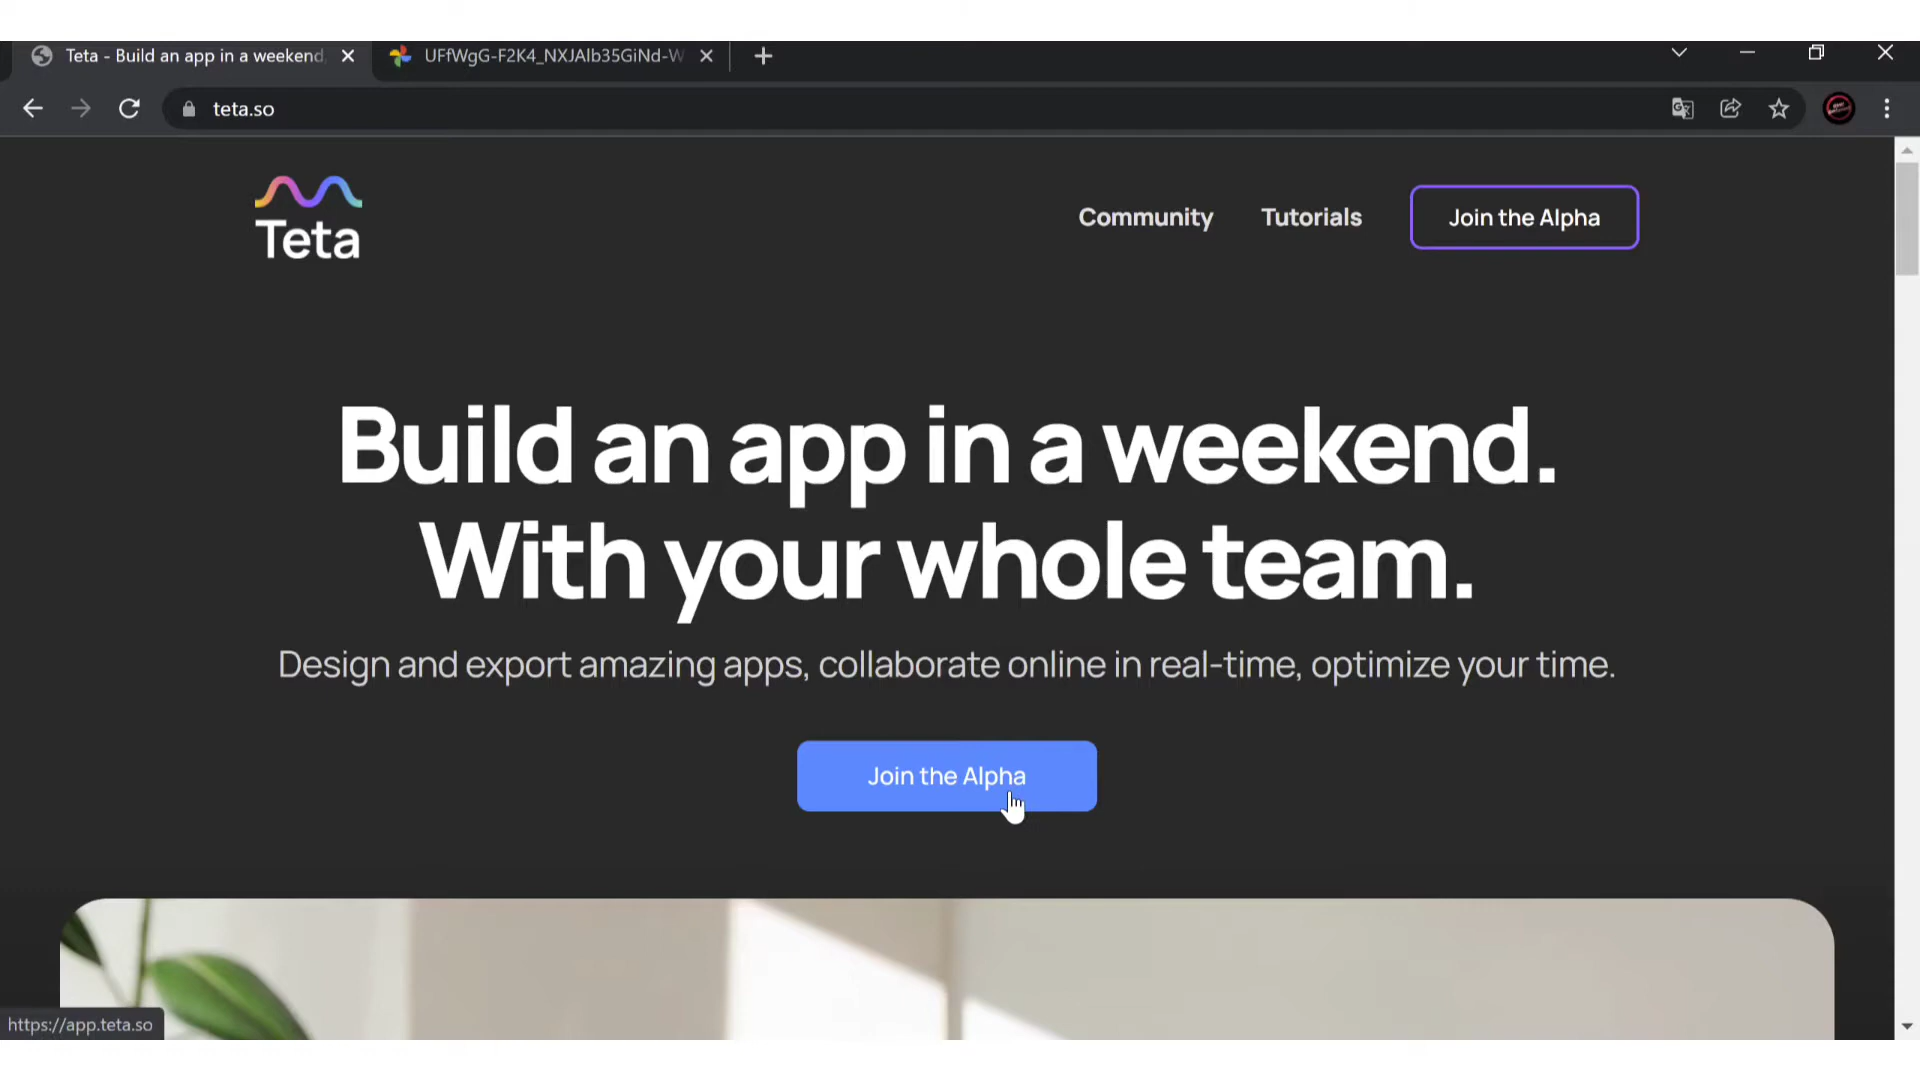 Teta - Build an app in a weekend,
UFfWgG-F2K4_NXJAlb35GiNd-W
teta.so
Teta
Community
Tutorials
Join the Alpha
Build an app in a weekend.
With your whole team.
Design and export amazing apps, collaborate online in real-time, optimize your time.
Join the Alpha
https://app.teta.so